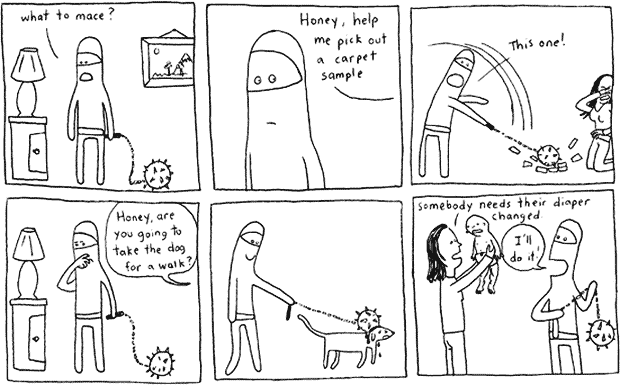 what to mace?
Honey, help
me pick out
a carpet
sample
This one!
Honey, are
you going to
take the dog
for a walk?
somebody needs their diaper
changed.
I'll
do it!